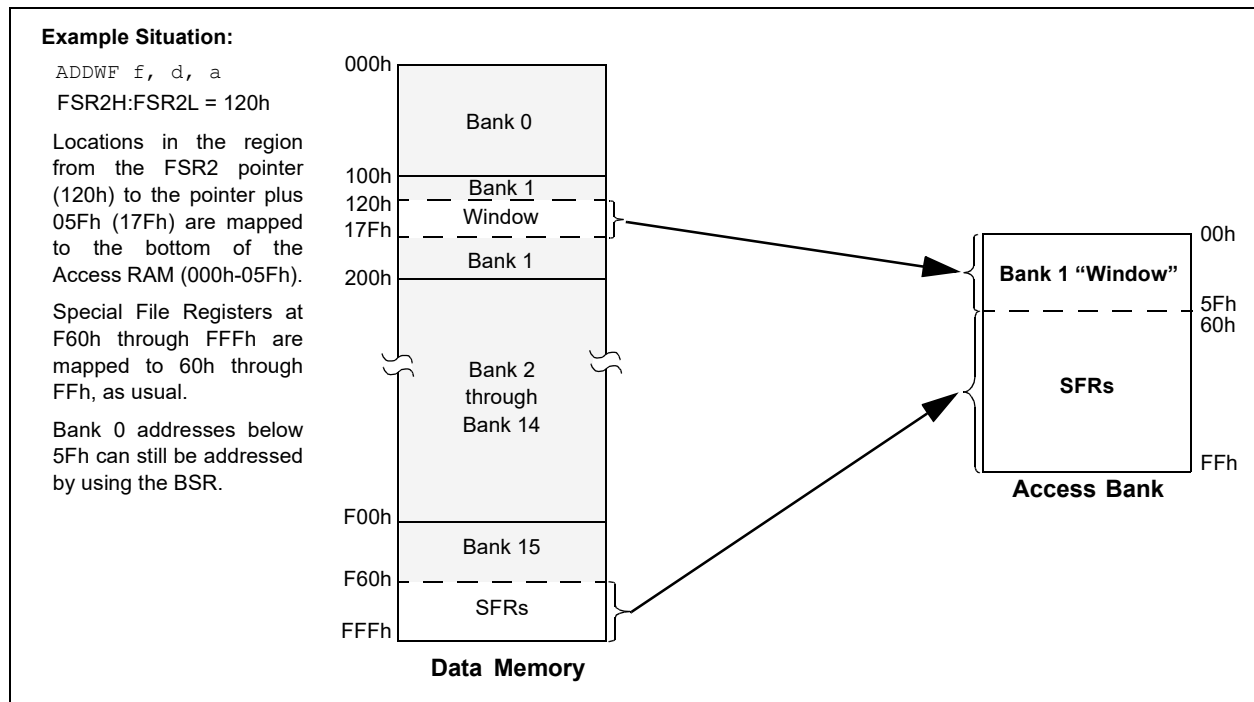 Example Situation:
ADDWF f, d, a
FSR2H:FSR2L = 120h
Locations in the region
from the FSR2 pointer
(120h) to the pointer plus
05Fh (17Fh) are mapped
to the bottom of the
Access RAM (000h-05Fh).
Special File Registers at
F60h through FFFh are
mapped to 60h through
FFh, as usual.
Bank 0 addresses below
5Fh can still be addressed
by using the BSR.
000h
Bank 0
100h
Bank 1
120h
Window
17Fh
Bank 1
200h
Bank 2
through
Bank 14
F00h
Bank 15
F60h
SFRs
FFFh
Data Memory
00h
Bank 1 “Window”
5Fh
60h
SFRs
FFh
Access Bank